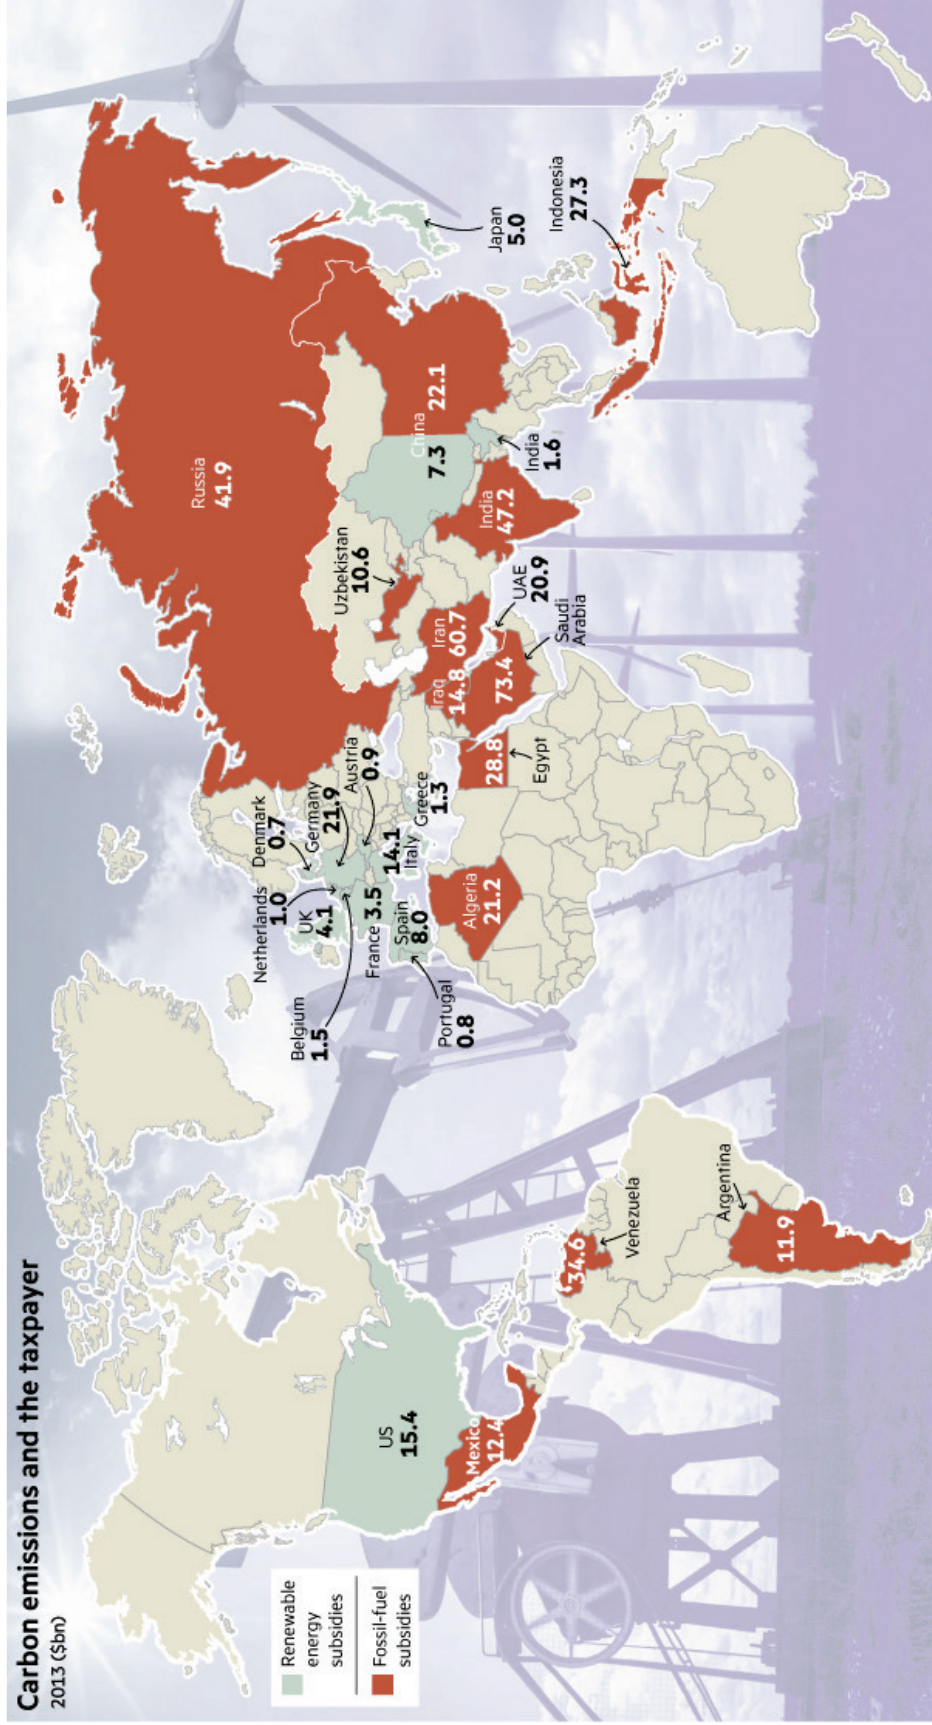 Carbon emissions and the taxpayer
2013 ($bn)
Renewable
energy
subsidies
Fossil-fuel
subsidies
US
15.4
Mexico
12.4
34.6
Venezuela
Argentina
11.9
Netherlands
1.0
Denmark
0.7
UK
4.1
Germany
21.9
Belgium
1.5
France 3.5
Austria
0.9
Spain
8.0
14.1
Italy
Greece
1.3
Portugal
0.8
Algeria
21.2
28.8
Egypt
Russia
41.9
Uzbekistan
10.6
Iraq
14.8
Iran
60.7
73.4
Saudi
Arabia
UAE
20.9
China
7.3
22.1
India
47.2
India
1.6
Japan
5.0
Indonesia
27.3